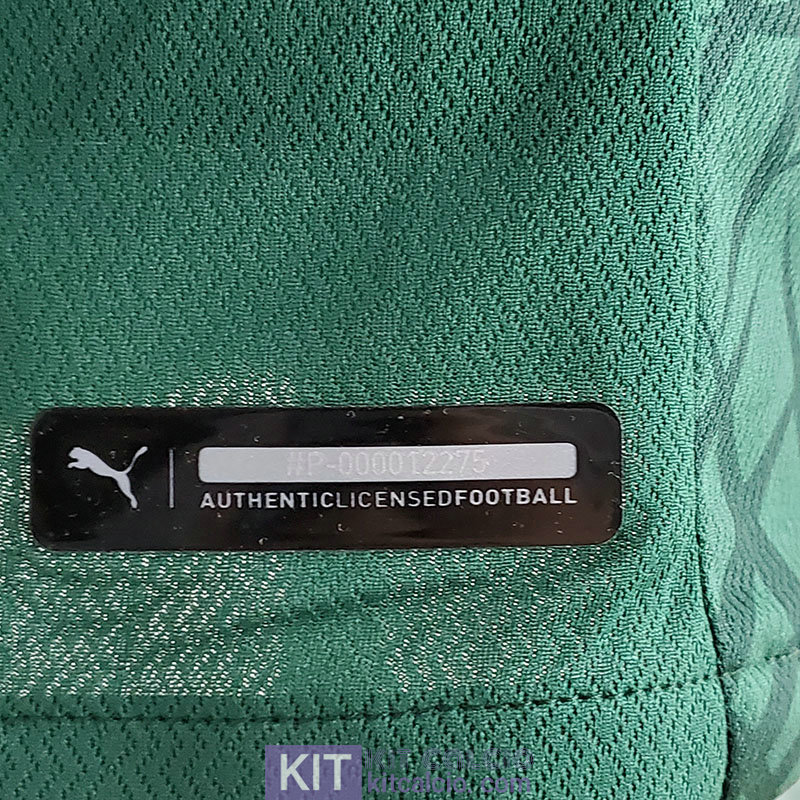 #P-000012275
AUTHENTICLICENSEDFOOTBALL
KIT
kitcalcio.com